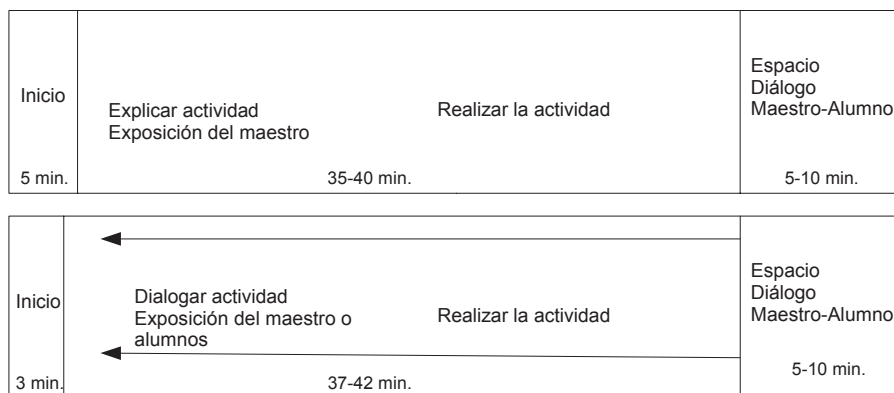 Inicio
5 min.
Explicar actividad
Exposición del maestro
Realizar la actividad
35-40 min.
Espacio
Diálogo
Maestro-Alumno
5-10 min.
Inicio
3 min.
Dialogar actividad
Exposición del maestro o
alumnos
Realizar la actividad
37-42 min.
Espacio
Diálogo
Maestro-Alumno
5-10 min.